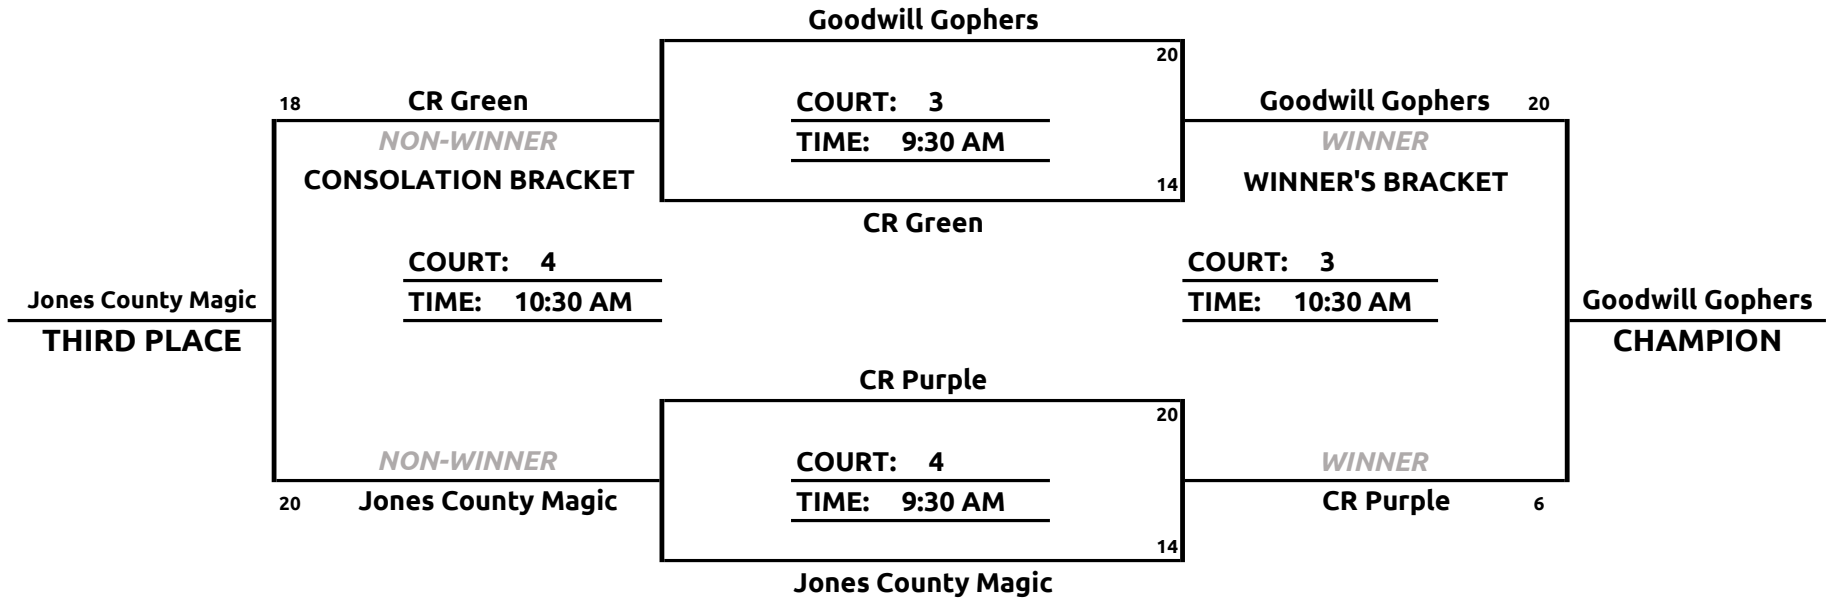 Goodwill Gophers
20
18 CR Green
COURT: 3
Goodwill Gophers 20
NON-WINNER
TIME: 9:30 AM
WINNER
CONSOLATION BRACKET
14
WINNER'S BRACKET
CR Green
COURT: 4
COURT: 3
Jones County Magic
TIME: 10:30 AM
TIME: 10:30 AM
Goodwill Gophers
THIRD PLACE
CHAMPION
CR Purple
20
NON-WINNER
COURT: 4
WINNER
20 Jones County Magic
TIME: 9:30 AM
CR Purple 6
14
Jones County Magic